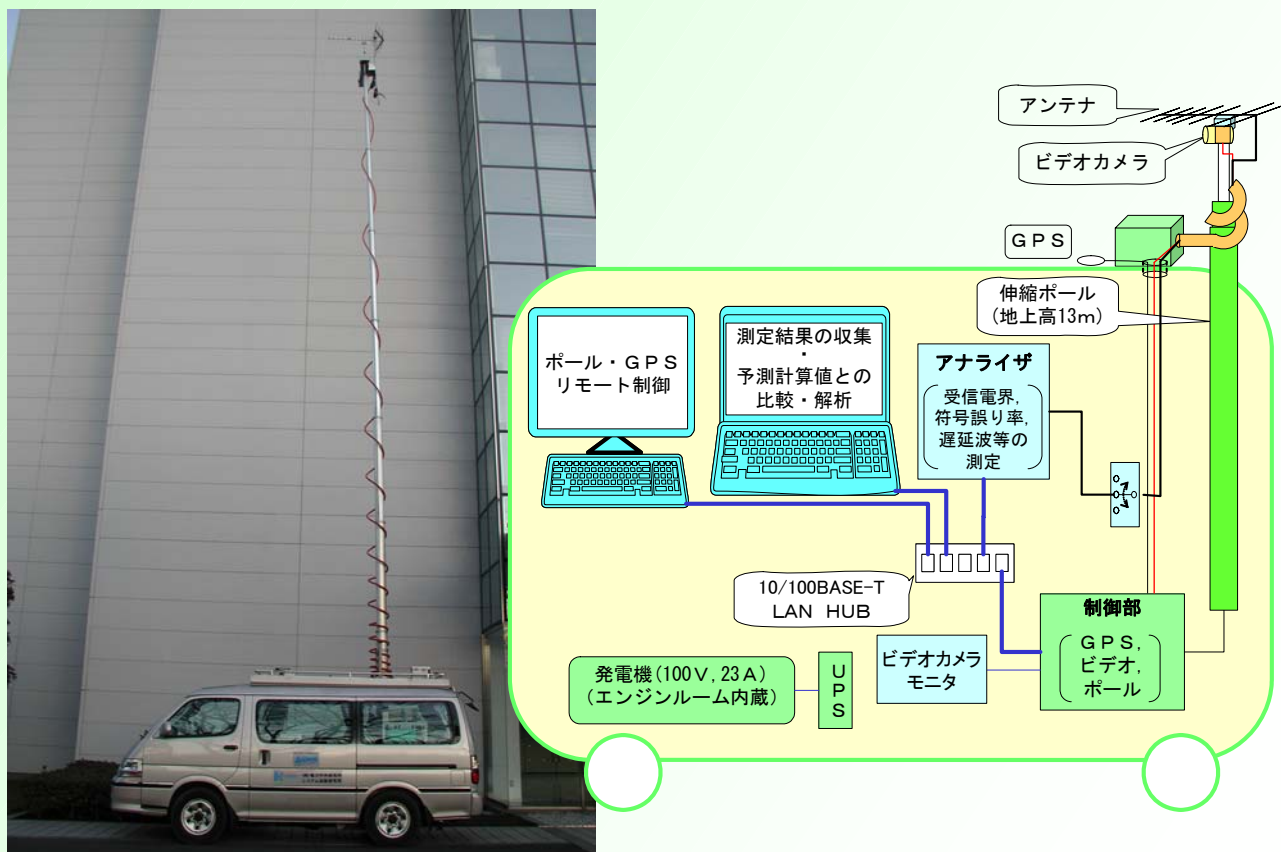 アンテナ
ビデオカメラ
ＧＰＳ
伸縮ポール
(地上高13ｍ)
ポール・ＧＰＳ
リモート制御
測定結果の収集
・
予測計算値との
比較・解析
アナライザ
受信電界,
符号誤り率,
遅延波等の
測定
10/100BASE-T
LAN HUB
制御部
ＧＰＳ,
ビデオ,
ポール
ビデオカメラ
モニタ
発電機(100Ｖ, 23Ａ)
(エンジンルーム内蔵)
ＵＰＳ